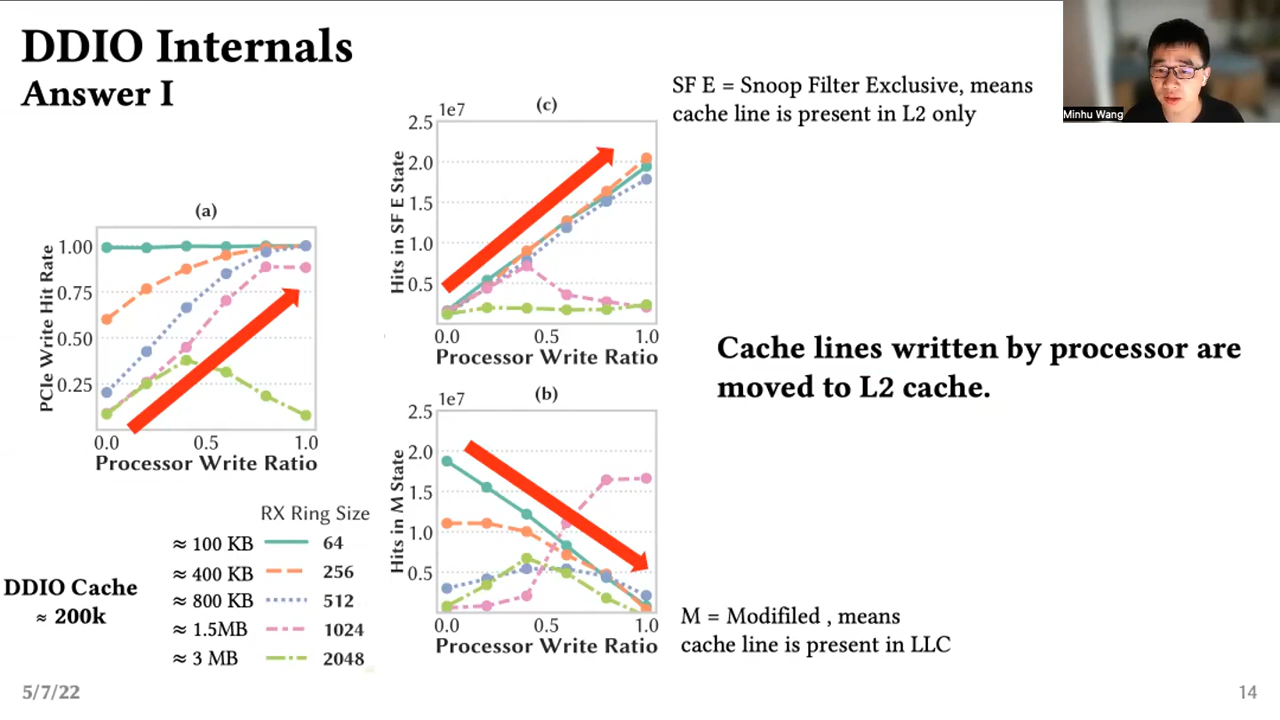 DDIO Internals
Answer I
SF E = Snoop Filter Exclusive, means
cache line is present in L2 only
Minhu Wang
(c)
1e7
2.5
2.0
1.5
1.0
0.5
Hits in SF E State
0.0 0.5 1.0
Processor Write Ratio
(a)
1.00
0.75
0.50
0.25
PCIe Write Hit Rate
0.0 0.5 1.0
Processor Write Ratio
Cache lines written by processor are
moved to L2 cache.
(b)
1e7
2.5
2.0
1.5
1.0
0.5
Hits in M State
0.0 0.5 1.0
Processor Write Ratio
RX Ring Size
≈ 100 KB 64
≈ 400 KB 256
≈ 800 KB 512
≈ 1.5MB 1024
≈ 3 MB 2048
DDIO Cache
≈ 200k
M = Modifiled , means
cache line is present in LLC
5/7/22
14